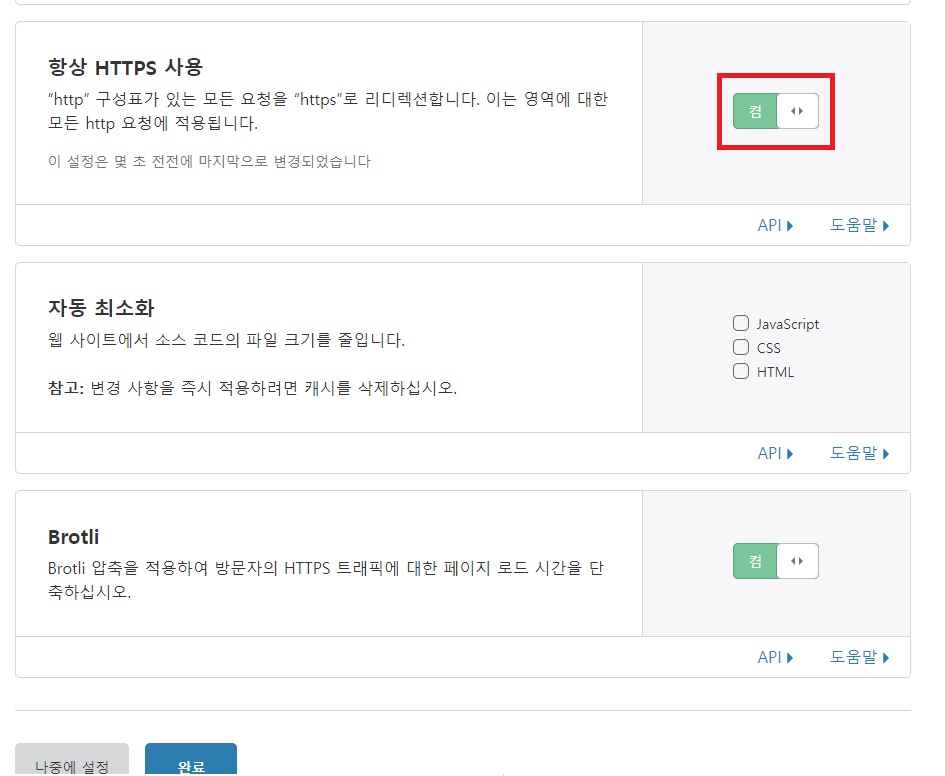 항상 HTTPS 사용
“http” 구성표가 있는 모든 요청을 “https”로 리디렉션합니다. 이는 영역에 대한
모든 http 요청에 적용됩니다.
이 설정은 몇 초 전전에 마지막으로 변경되었습니다
켬
API
도움말
자동 최소화
웹 사이트에서 소스 코드의 파일 크기를 줄입니다.
참고: 변경 사항을 즉시 적용하려면 캐시를 삭제하십시오.
JavaScript
CSS
HTML
API
도움말
Brotli
Brotli 압축을 적용하여 방문자의 HTTPS 트래픽에 대한 페이지 로드 시간을 단
축하십시오.
켬
API
도움말
나중에 설정
완료